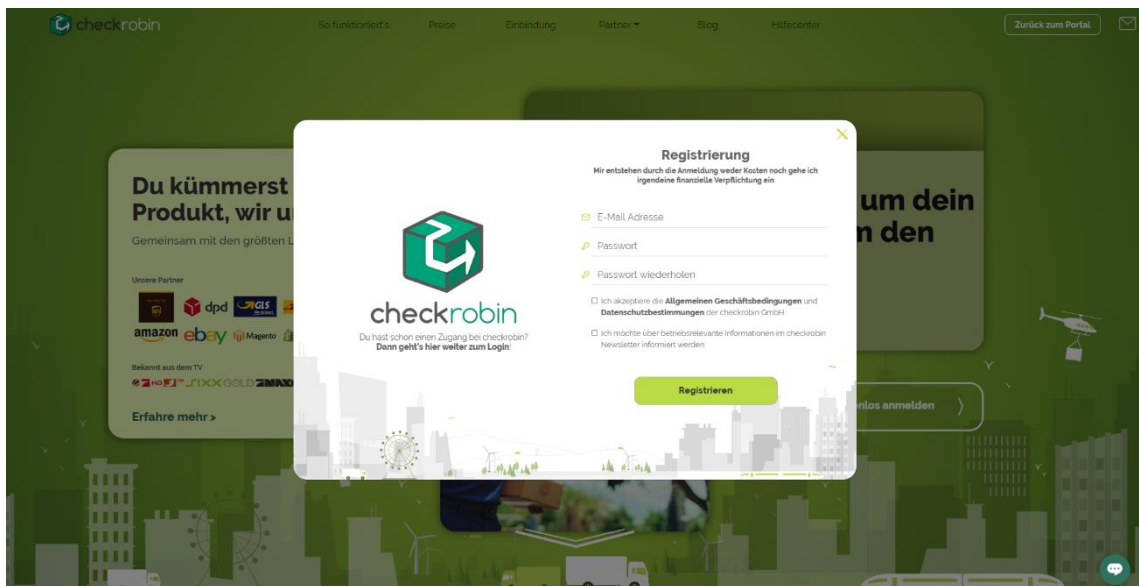 checkrobin
So funktioniert's
Preise
Einbindung
Partner
Blog
Hilfecenter
Zurück zum Portal
Du kümmerst
Produkt, wir
um dein
den
Gemeinsam mit den größten
Unsere Partner
dpd
GLS
amazon
ebay
Magento
Bekannt aus dem TV
sixx GOLD
Erfahre mehr >
anmelden
checkrobin
Du hast schon einen Zugang bei checkrobin?
Dann geht's hier weiter zum Login!
Registrierung
Mir entstehen durch die Anmeldung weder Kosten noch gehe ich
irgendeine finanzielle Verpflichtung ein
E-Mail Adresse
Passwort
Passwort wiederholen
Ich akzeptiere die Allgemeinen Geschäftsbedingungen und
Datenschutzbestimmungen der checkrobin GmbH
Ich möchte über betriebsrelevante Informationen im checkrobin
Newsletter informiert werden
Registrieren